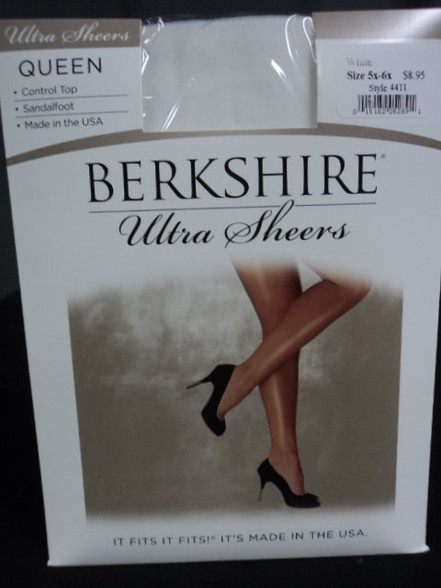 Ultra Sheers
QUEEN
• Control Top
• Sandalfoot
• Made in the USA
White
Size 5x-6x $8.95
Style 4411
BERKSHIRE®
Ultra Sheers
IT FITS IT FITS!® IT'S MADE IN THE USA.